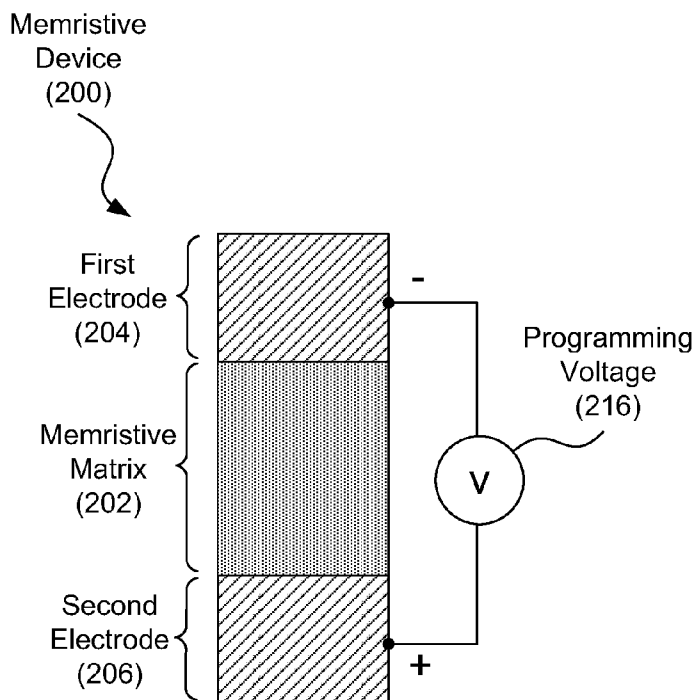 Memristive
Device
(200)
First
Electrode
(204)
-
Programming
Voltage
(216)
Memristive
Matrix
(202)
V
Second
Electrode
(206)
+